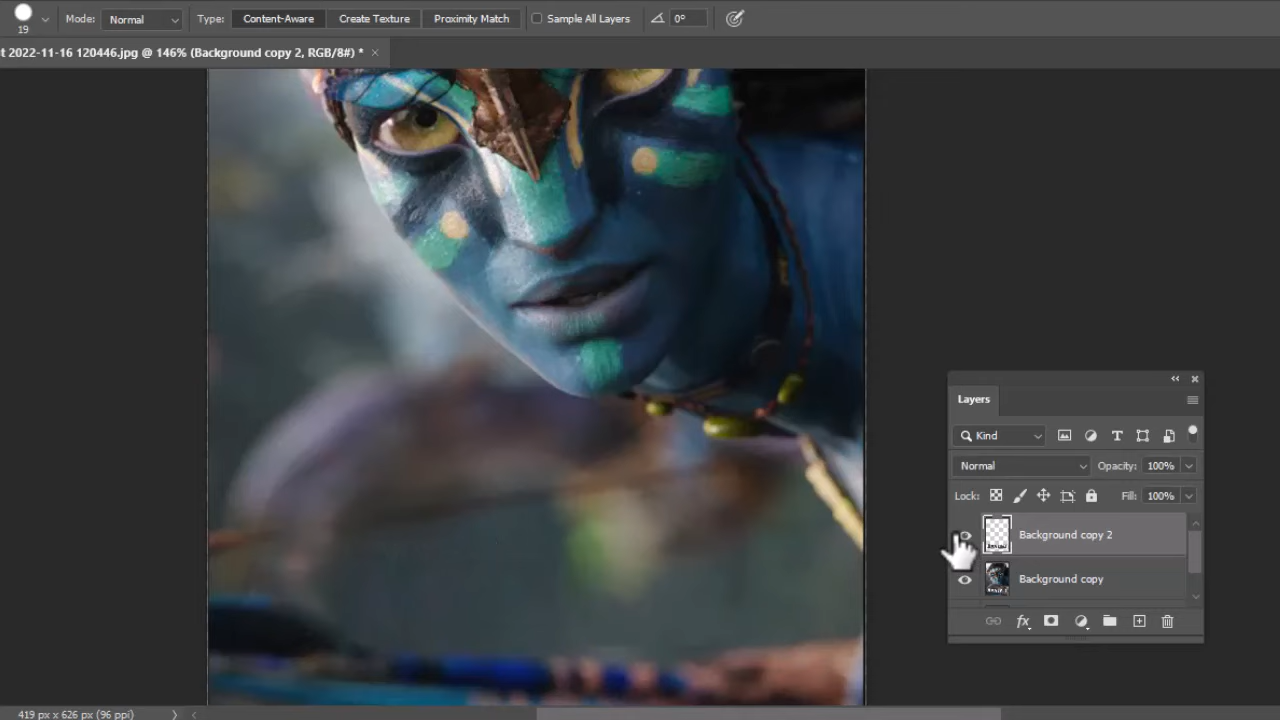 19
Mode: Normal Type: Content-Aware Create Texture Proximity Match Sample All Layers 0°
t 2022-11-16 120446.jpg @ 146% (Background copy 2, RGB/8#) * ×
Layers
Kind
Normal Opacity: 100%
Lock: Fill: 100%
Background copy 2
Background copy
fx
419 px x 626 px (96 ppi)